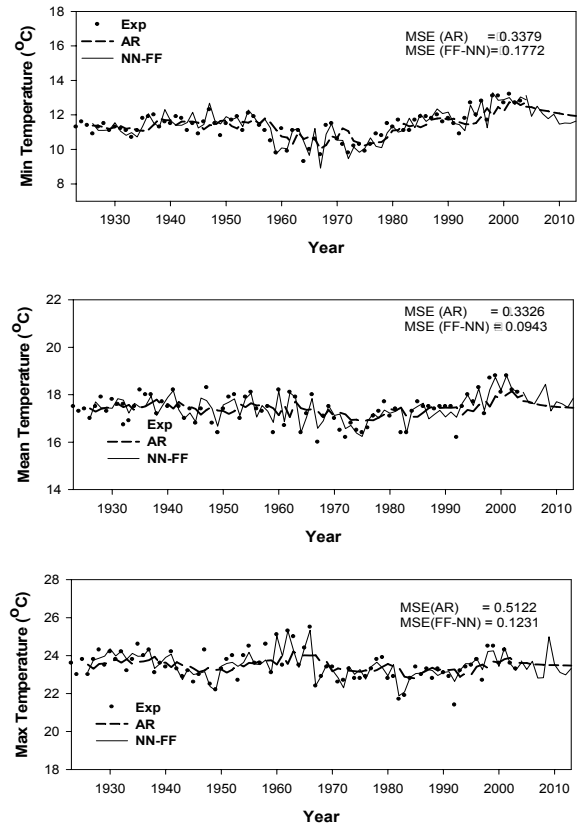 Exp
AR
NN-FF
MSE (AR) = 0.3379
MSE (FF-NN) = 0.1772
Min Temperature (ºC)
16
14
12
10
8
1930 1940 1950 1960 1970 1980 1990 2000 2010
Year
MSE (AR) = 0.3326
MSE (FF-NN) = 0.0943
Mean Temperature (ºC)
22
20
18
16
14
Exp
AR
NN-FF
1930 1940 1950 1960 1970 1980 1990 2000 2010
Year
MSE(AR) = 0.5122
MSE(FF-NN) = 0.1231
Max Temperature (ºC)
28
26
24
22
20
18
Exp
AR
NN-FF
1930 1940 1950 1960 1970 1980 1990 2000 2010
Year